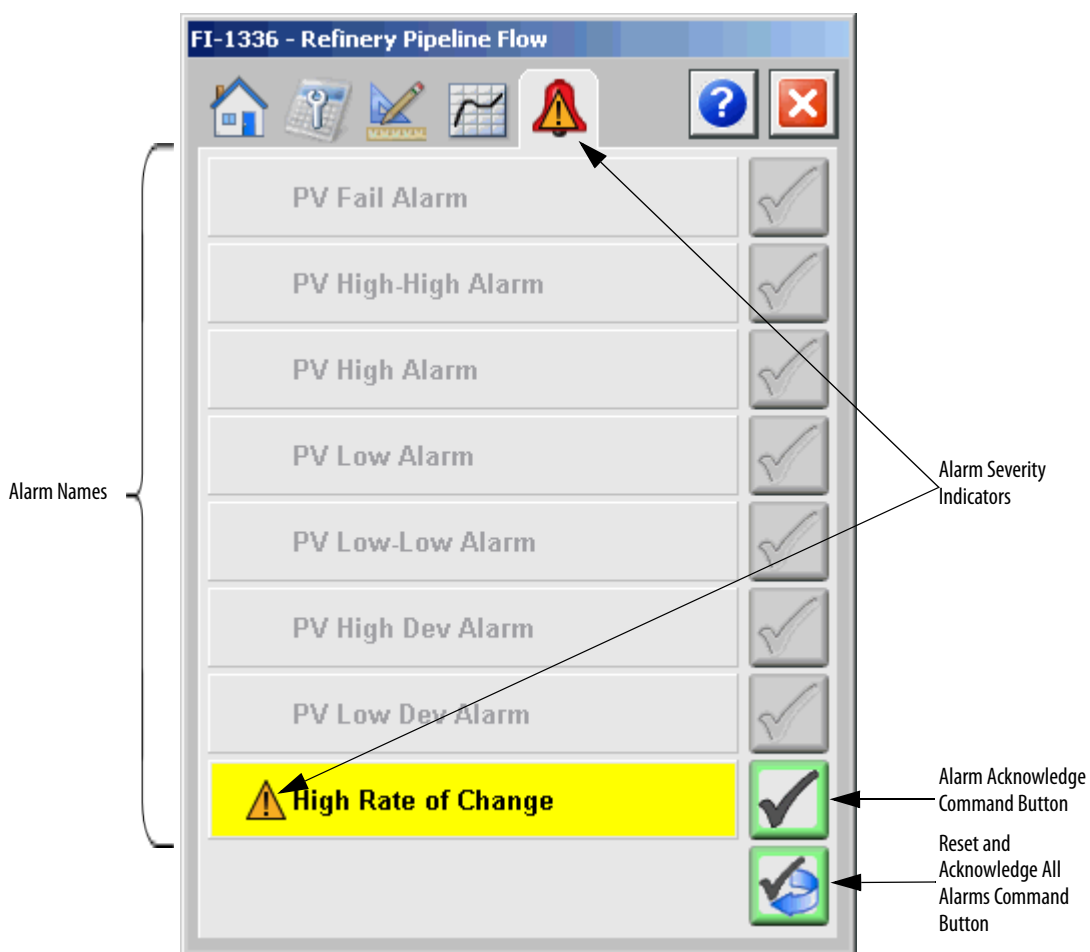 FI-1336 - Refinery Pipeline Flow
?
PV Fail Alarm
PV High-High Alarm
PV High Alarm
PV Low Alarm
PV Low-Low Alarm
PV High Dev Alarm
PV Low Dev Alarm
! High Rate of Change
Alarm Names
Alarm Severity
Indicators
Alarm Acknowledge
Command Button
Reset and
Acknowledge All
Alarms Command
Button